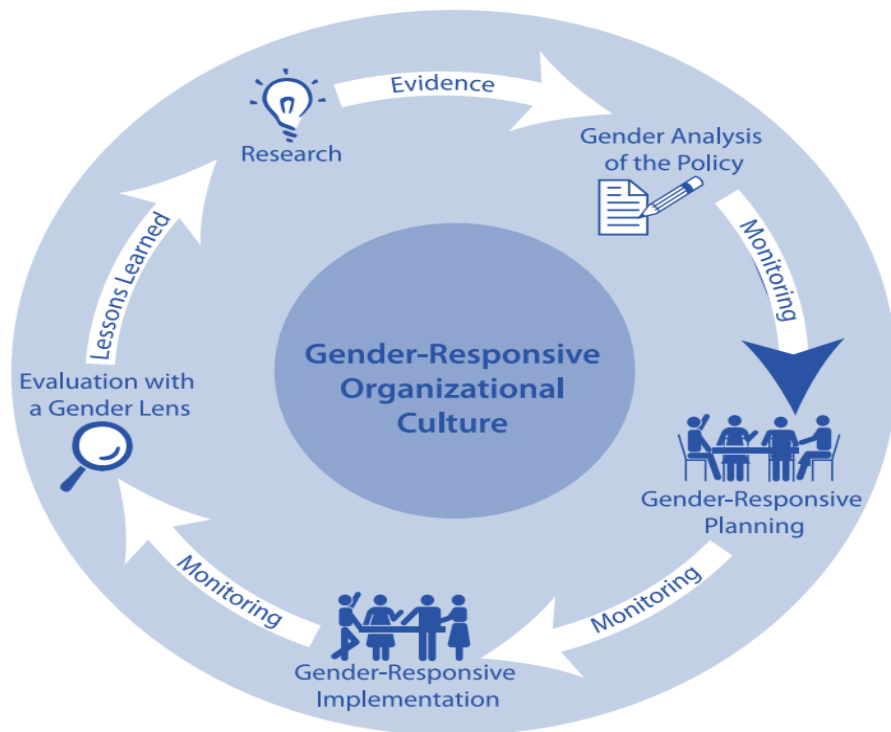 Evidence
Research
Gender Analysis
of the Policy
Monitoring
Gender-Responsive
Planning
Monitoring
Gender-Responsive
Implementation
Monitoring
Evaluation with
a Gender Lens
Lessons Learned
Gender-Responsive
Organizational
Culture